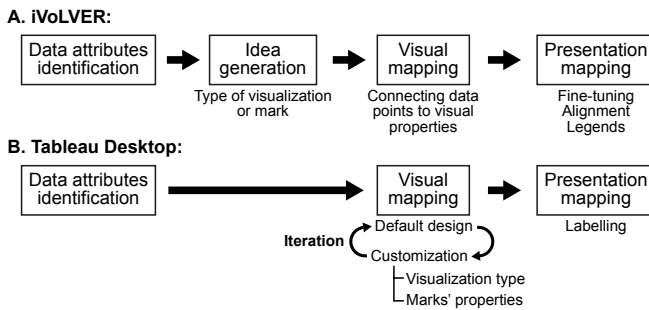 A. iVoLVER:
Data attributes
identification
Idea
generation
Visual
mapping
Presentation
mapping
Type of visualization
or mark
Connecting data
points to visual
properties
Fine-tuning
Alignment
Legends
B. Tableau Desktop:
Data attributes
identification
Visual
mapping
Presentation
mapping
Default design
Labelling
Iteration
Customization
Visualization type
Marks' properties